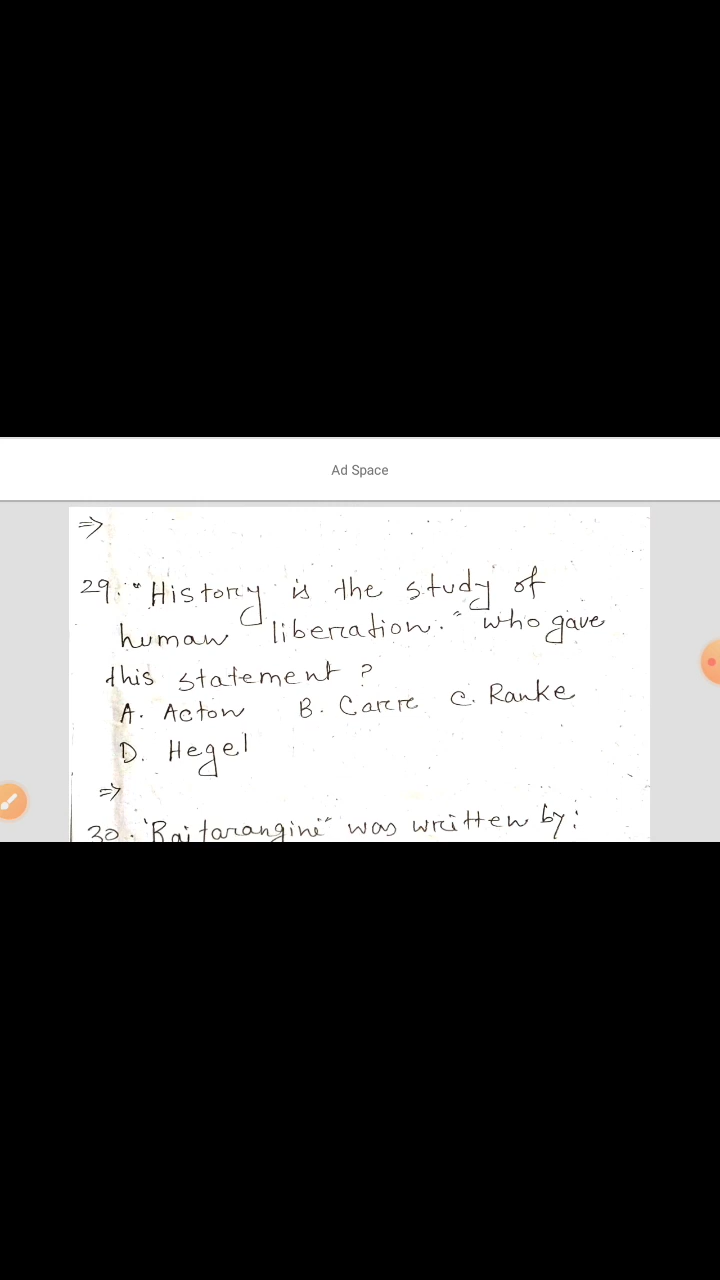 Ad Space
⇒
29. "History is the study of
human liberation." who gave
this statement ?
A. Acton B. Carr C. Ranke
D. Hegel
⇒
30. 'Rajtarangini" was written by: